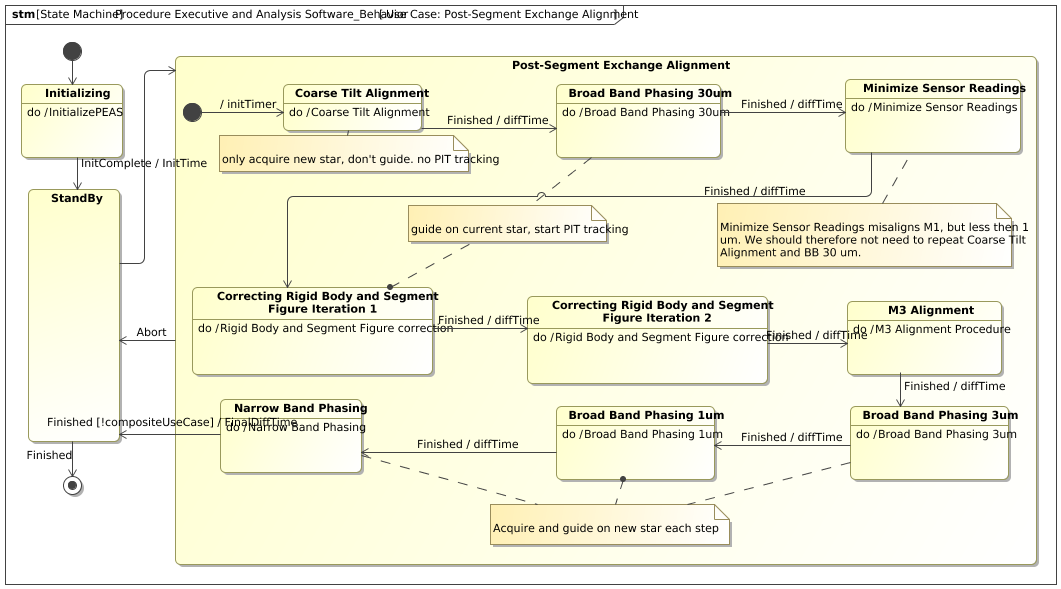 stm [State Machine] Procedure Executive and Analysis Software_Behavior [ Use Case: Post-Segment Exchange Alignment
Initializing
do / InitializePEAS
InitComplete / InitTime
StandBy
Abort
Finished [!compositeUseCase] / FinalDiffTime
Finished
Post-Segment Exchange Alignment
/ initTimer
Coarse Tilt Alignment
do / Coarse Tilt Alignment
only acquire new star, don't guide. no PIT tracking
Finished / diffTime
Broad Band Phasing 30um
do / Broad Band Phasing 30um
Finished / diffTime
Minimize Sensor Readings
do / Minimize Sensor Readings
Finished / diffTime
guide on current star, start PIT tracking
Minimize Sensor Readings misaligns M1, but less then 1
um. We should therefore not need to repeat Coarse Tilt
Alignment and BB 30 um.
Correcting Rigid Body and Segment
Figure Iteration 1
do / Rigid Body and Segment Figure correction
Finished / diffTime
Correcting Rigid Body and Segment
Figure Iteration 2
do / Rigid Body and Segment Figure correction
Finished / diffTime
M3 Alignment
do / M3 Alignment Procedure
Finished / diffTime
Narrow Band Phasing
do / Narrow Band Phasing
Finished / diffTime
Broad Band Phasing 1um
do / Broad Band Phasing 1um
Finished / diffTime
Broad Band Phasing 3um
do / Broad Band Phasing 3um
Acquire and guide on new star each step